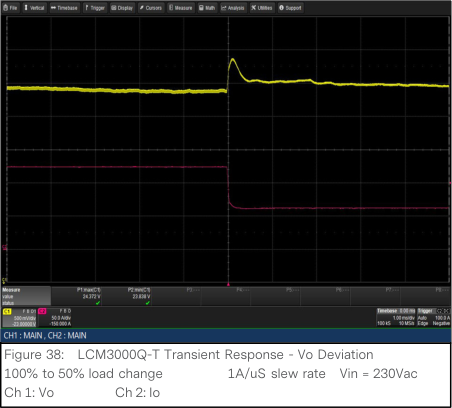 File Vertical Timebase Trigger Display Cursors Measure Math Analysis Utilities Support
Measure P1:max(C1) P2:min(C1) P3:--- P4:--- P5:--- P6:--- P7:--- P8:---
value 24.372 V 23.838 V
status
C1 C2 Timebase 0.00 ms Trigger
500 mV/div 50.0 A/div 1.00 ms/div Auto 100.0 A
-23.00000 V -150.000 A 100 kS 10 MS/s Edge Negative
CH1 : MAIN , CH2 : MAIN
Figure 38: LCM3000Q-T Transient Response - Vo Deviation
100% to 50% load change 1A/uS slew rate Vin = 230Vac
Ch 1: Vo Ch 2: Io